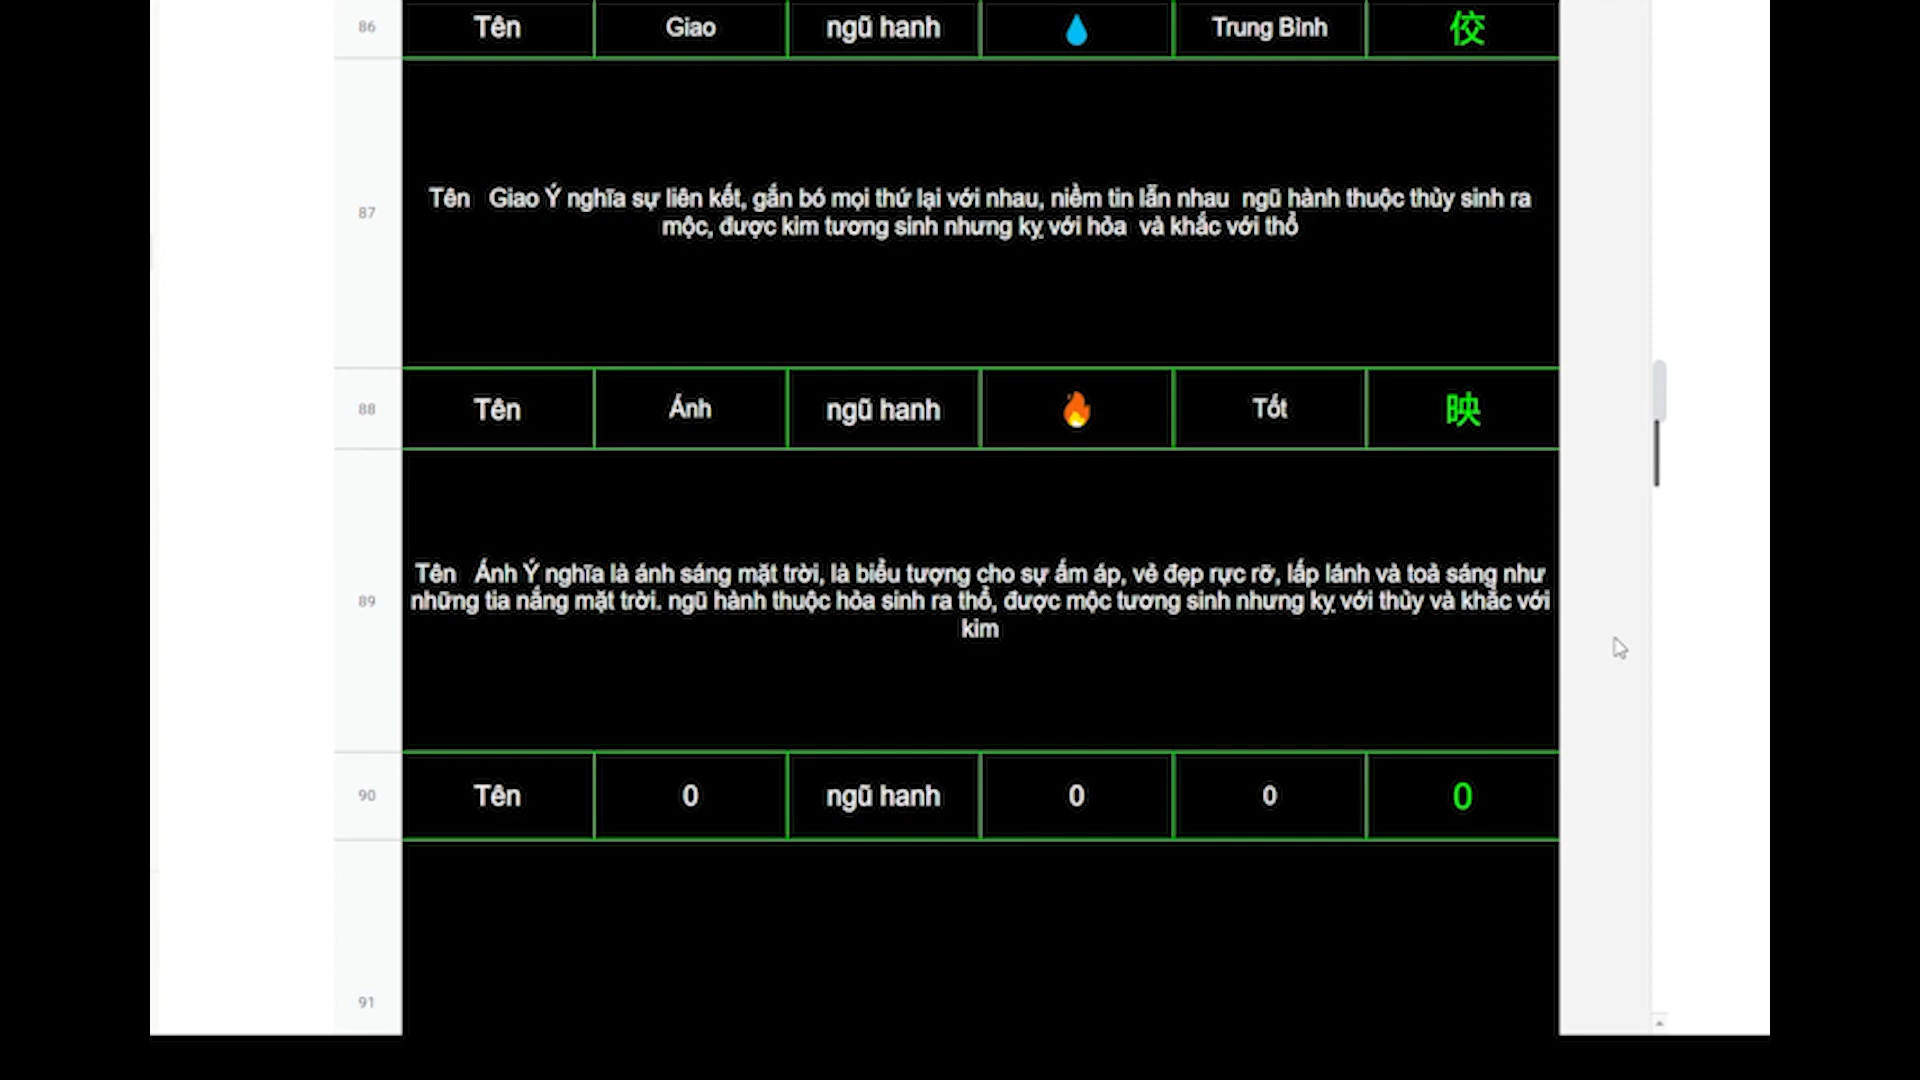 86 Tên Giao ngũ hanh 💧 Trung Bình 佼
87
Tên Giao Ý nghĩa sự liên kết, gắn bó mọi thứ lại với nhau, niềm tin lẫn nhau ngũ hành thuộc thủy sinh ra
mộc, được kim tương sinh nhưng kỵ với hỏa và khắc với thổ
88 Tên Ánh ngũ hanh 🔥 Tốt 映
89
Tên Ánh Ý nghĩa là ánh sáng mặt trời, là biểu tượng cho sự ấm áp, vẻ đẹp rực rỡ, lấp lánh và toả sáng như
những tia nắng mặt trời. ngũ hành thuộc hỏa sinh ra thổ, được mộc tương sinh nhưng kỵ với thủy và khắc với
kim
90 Tên 0 ngũ hanh 0 0 0
91